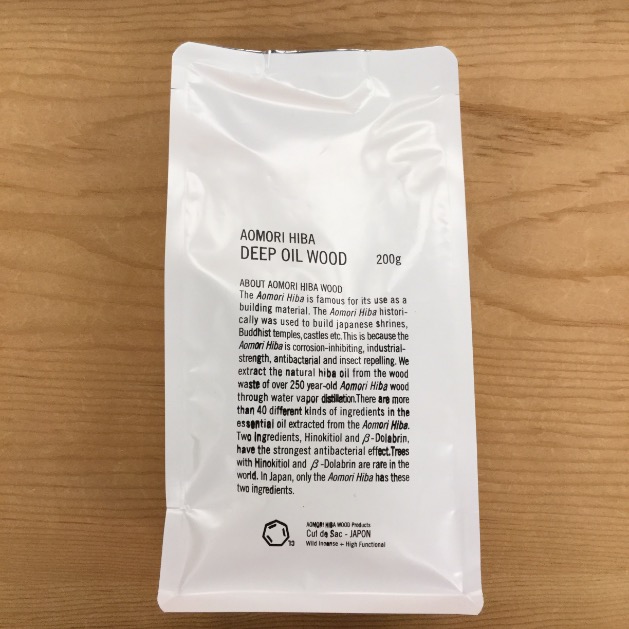 AOMORI HIBA
DEEP OIL WOOD 200g
ABOUT AOMORI HIBA WOOD
The Aomori Hiba is famous for its use as a
building material. The Aomori Hiba histori-
cally was used to build japanese shrines,
Buddhist temples, castles etc. This is because the
Aomori Hiba is corrosion-inhibiting, industrial-
strength, antibacterial and insect repelling. We
extract the natural hiba oil from the wood
waste of over 250 year-old Aomori Hiba wood
through water vapor distillation. There are more
than 40 different kinds of ingredients in the
essential oil extracted from the Aomori Hiba.
Two Ingredients, Hinokitiol and β-Dolabrin,
have the strongest antibacterial effect. Trees
with Hinokitiol and β-Dolabrin are rare in the
world. In Japan, only the Aomori Hiba has these
two ingredients.
AOMORI HIBA WOOD Products
Cut de Sac - JAPON
Wild Incense + High Functional
13